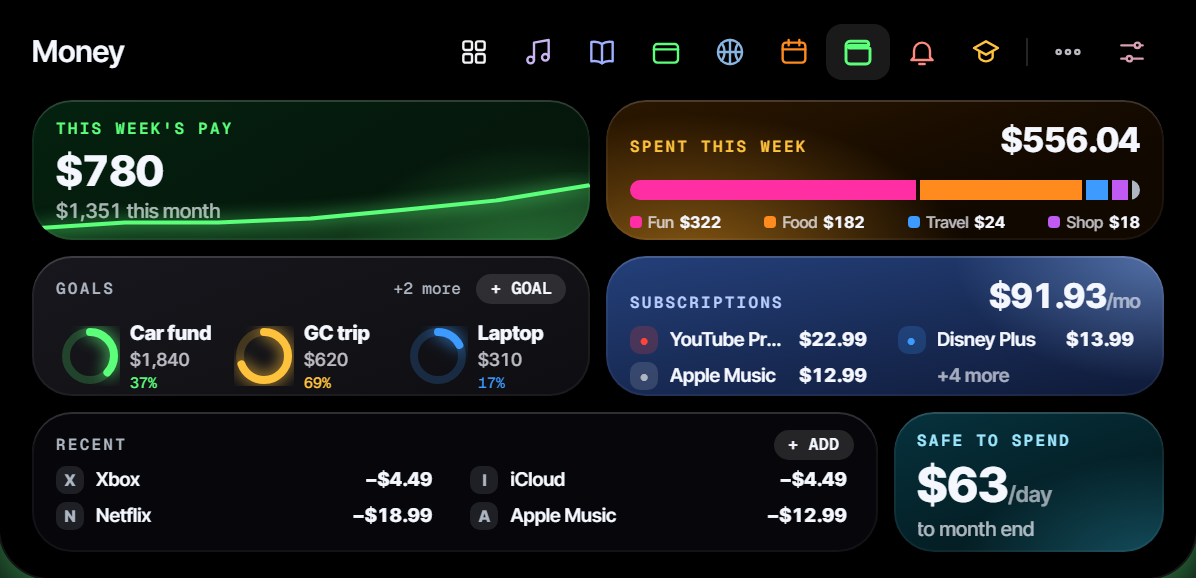 Money
THIS WEEK'S PAY
$780
$1,351 this month
SPENT THIS WEEK
$556.04
Fun $322 Food $182 Travel $24 Shop $18
GOALS
+2 more
+ GOAL
Car fund
$1,840
37%
GC trip
$620
69%
Laptop
$310
17%
SUBSCRIPTIONS
$91.93/mo
YouTube Pr... $22.99
Disney Plus $13.99
Apple Music $12.99
+4 more
RECENT
+ ADD
X Xbox −$4.49
I iCloud −$4.49
N Netflix −$18.99
A Apple Music −$12.99
SAFE TO SPEND
$63/day
to month end